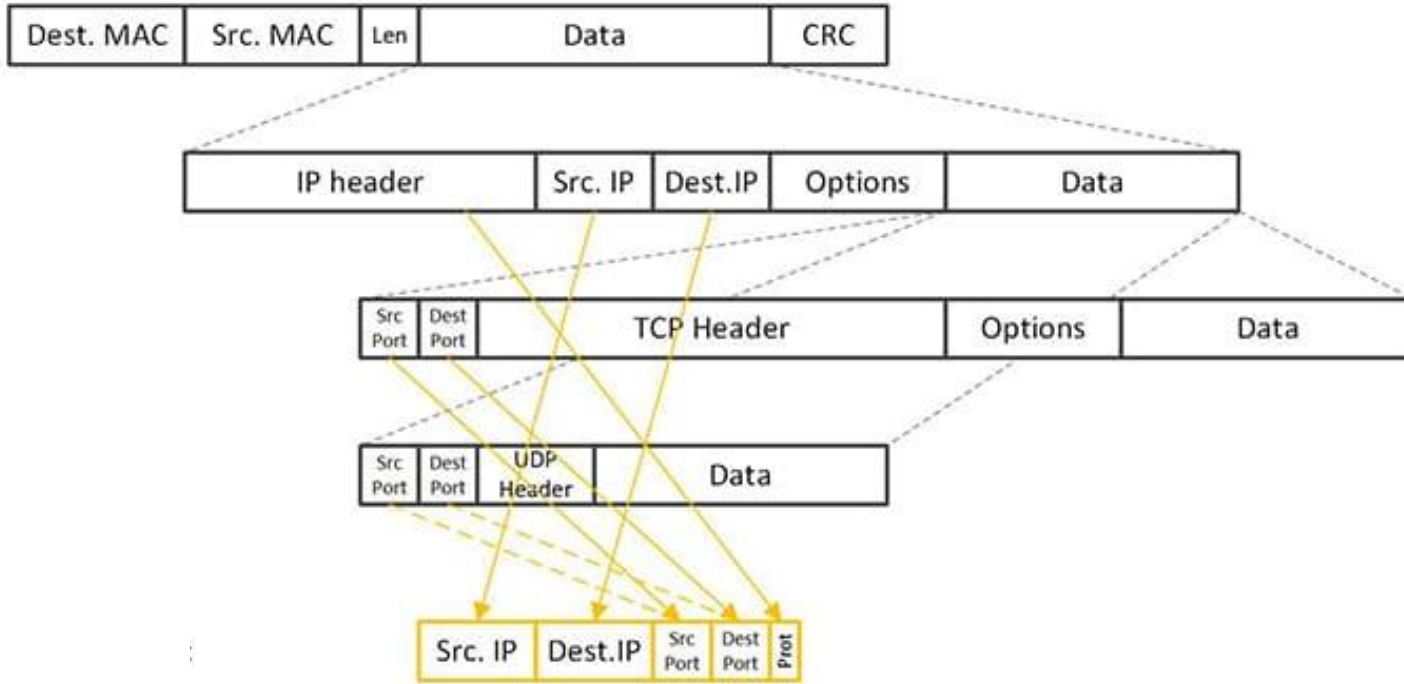 Dest. MAC Src. MAC Len Data CRC
IP header Src. IP Dest.IP Options Data
Src Port Dest Port TCP Header Options Data
Src Port Dest Port UDP Header Data
Src. IP Dest.IP Src Port Dest Port Prot
: